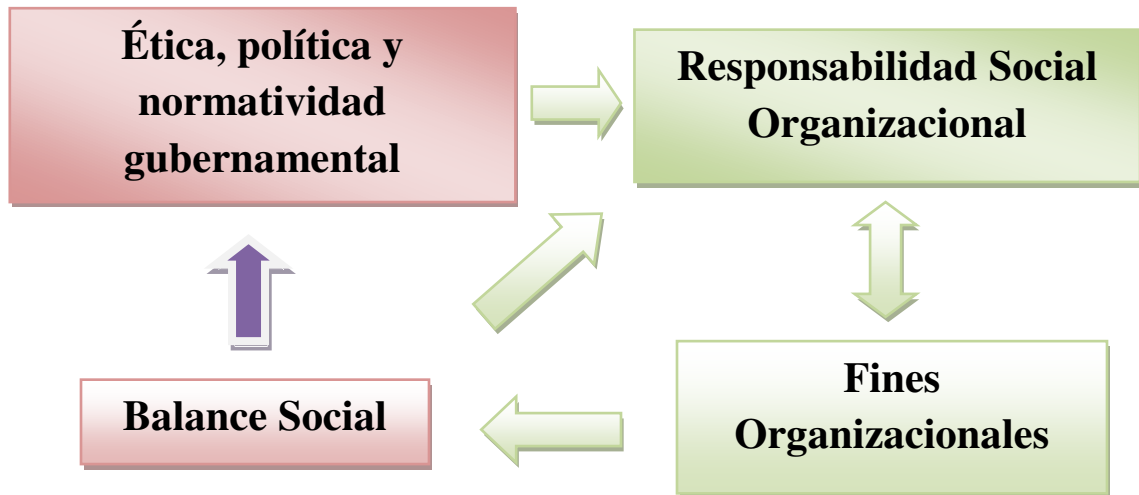 Ética, política y
normatividad
gubernamental
Responsabilidad Social
Organizacional
Balance Social
Fines
Organizacionales